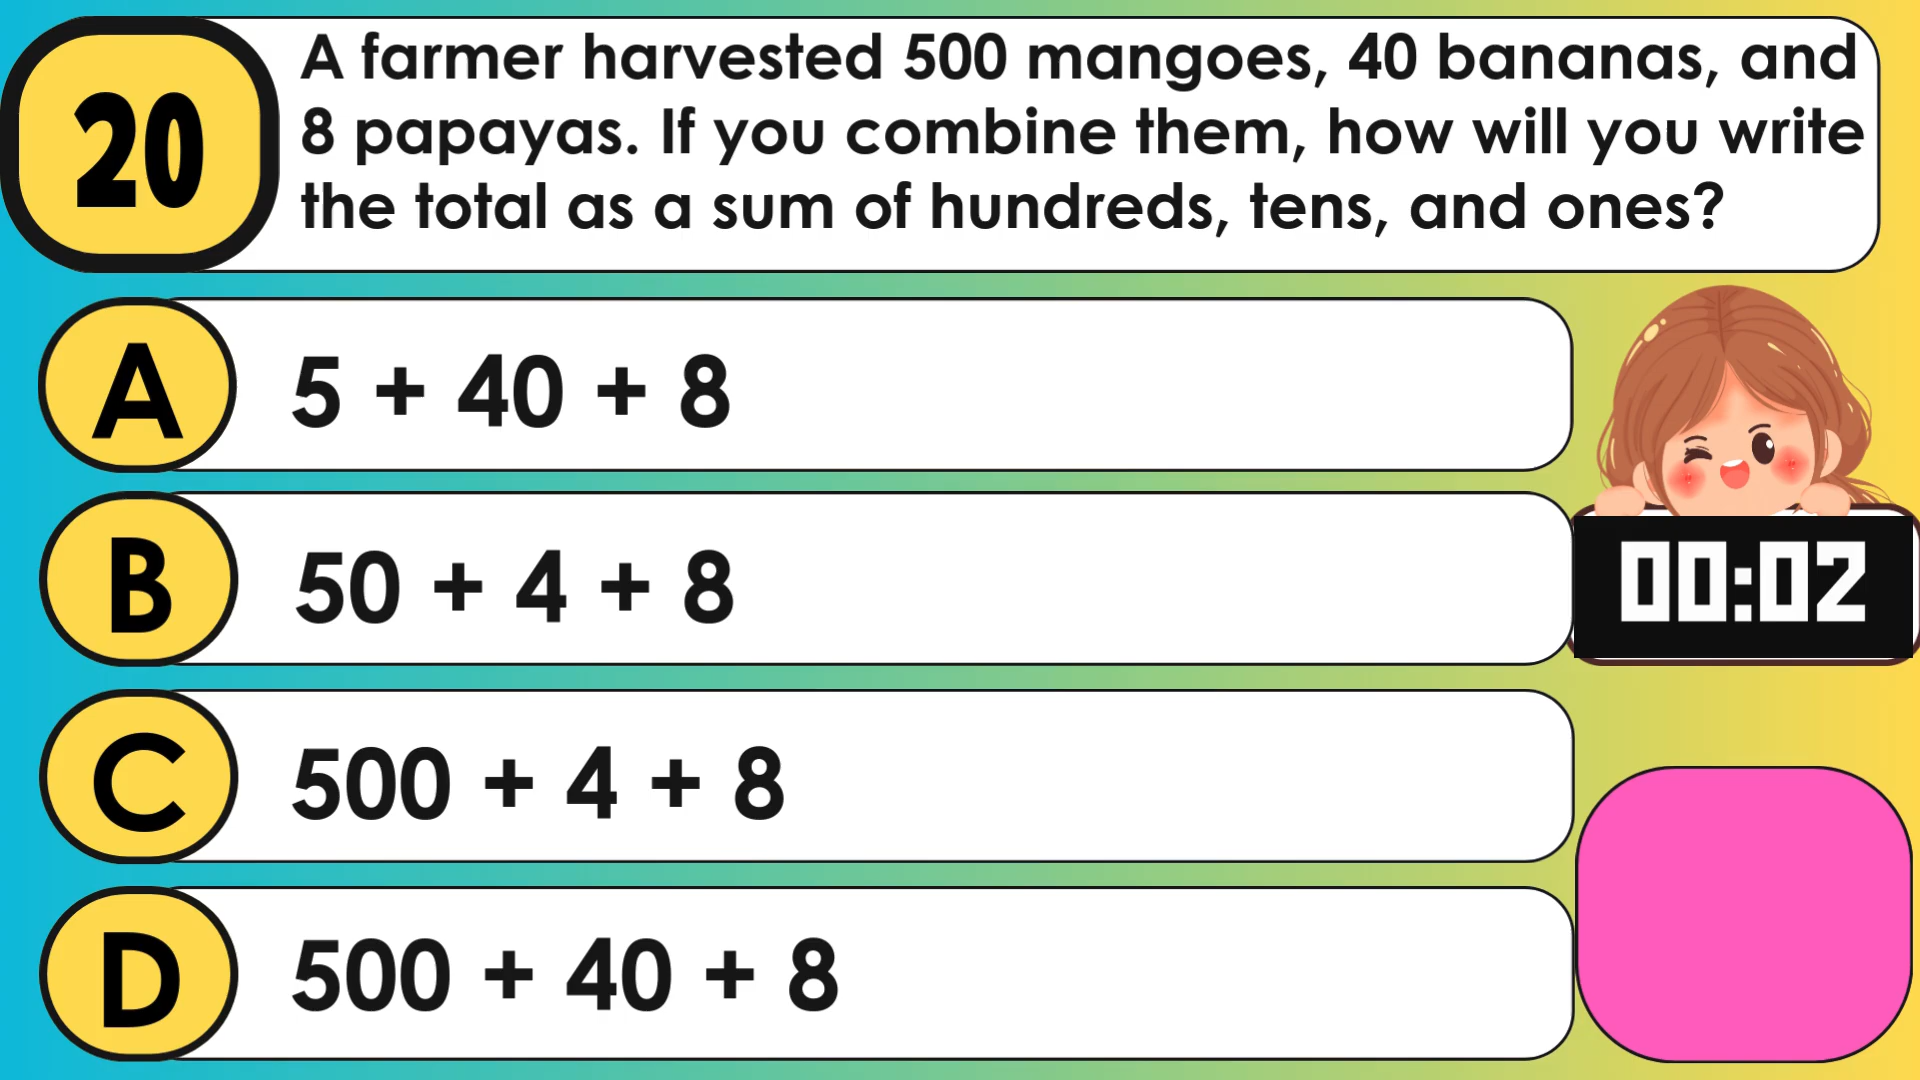 20
A farmer harvested 500 mangoes, 40 bananas, and
8 papayas. If you combine them, how will you write
the total as a sum of hundreds, tens, and ones?
A
5 + 40 + 8
B
50 + 4 + 8
00:02
C
500 + 4 + 8
D
500 + 40 + 8